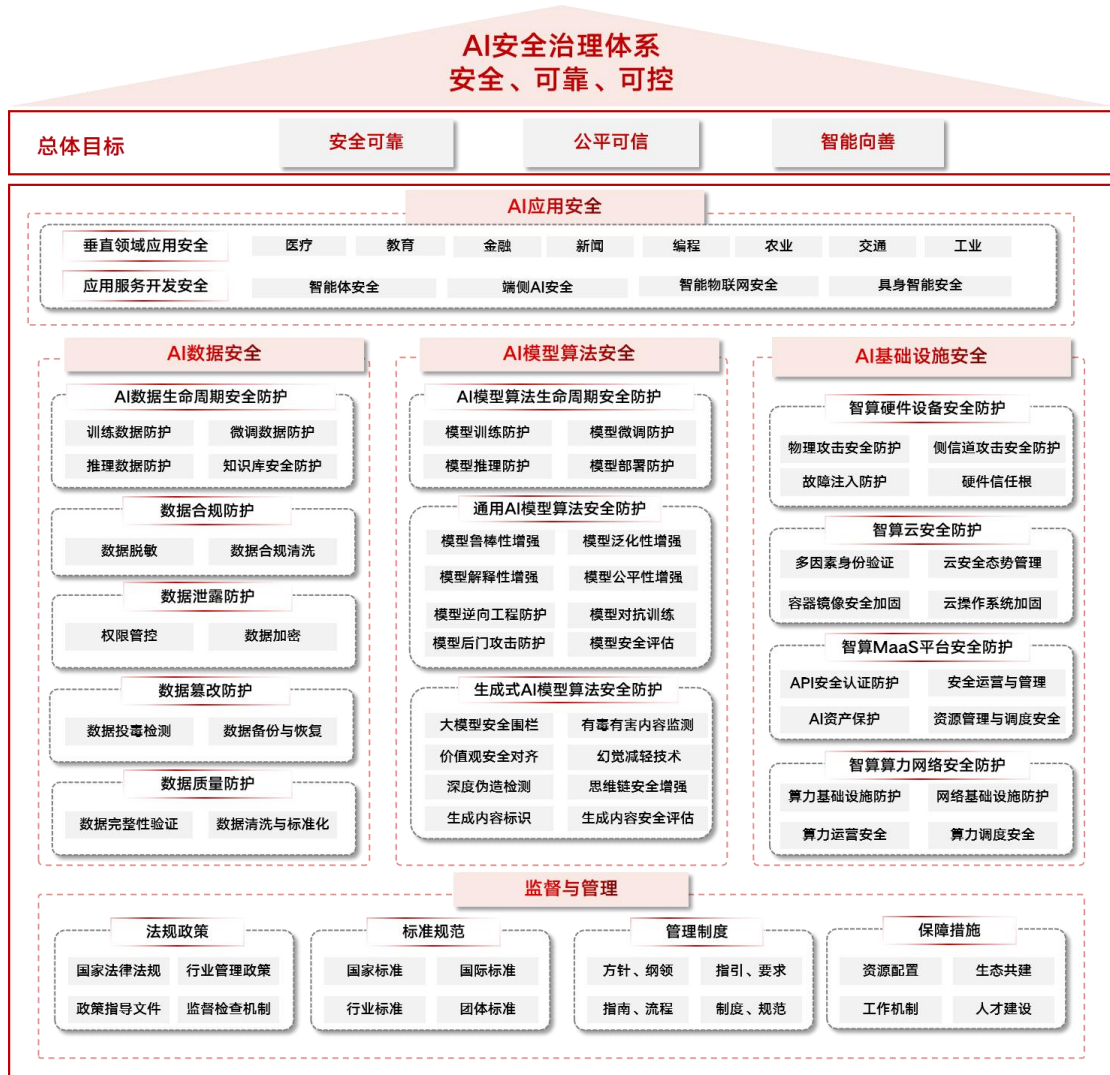 AI安全治理体系
安全、可靠、可控
总体目标 安全可靠 公平可信 智能向善
AI应用安全
垂直领域应用安全 医疗 教育 金融 新闻 编程 农业 交通 工业
应用服务开发安全 智能体安全 端侧AI安全 智能物联网安全 具身智能安全
AI数据安全
AI数据生命周期安全防护
训练数据防护 微调数据防护
推理数据防护 知识库安全防护
数据合规防护
数据脱敏 数据合规清洗
数据泄露防护
权限管控 数据加密
数据篡改防护
数据投毒检测 数据备份与恢复
数据质量防护
数据完整性验证 数据清洗与标准化
AI模型算法安全
AI模型算法生命周期安全防护
模型训练防护 模型微调防护
模型推理防护 模型部署防护
通用AI模型算法安全防护
模型鲁棒性增强 模型泛化性增强
模型解释性增强 模型公平性增强
模型逆向工程防护 模型对抗训练
模型后门攻击防护 模型安全评估
生成式AI模型算法安全防护
大模型安全围栏 有毒有害内容监测
价值观安全对齐 幻觉减轻技术
深度伪造检测 思维链安全增强
生成内容标识 生成内容安全评估
AI基础设施安全
智算硬件设备安全防护
物理攻击安全防护 侧信道攻击安全防护
故障注入防护 硬件信任根
智算云安全防护
多因素身份验证 云安全态势管理
容器镜像安全加固 云操作系统加固
智算MaaS平台安全防护
API安全认证防护 安全运营与管理
AI资产保护 资源管理与调度安全
智算算力网络安全防护
算力基础设施防护 网络基础设施防护
算力运营安全 算力调度安全
监督与管理
法规政策
国家法律法规 行业管理政策
政策指导文件 监督检查机制
标准规范
国家标准 国际标准
行业标准 团体标准
管理制度
方针、纲领 指引、要求
指南、流程 制度、规范
保障措施
资源配置 生态共建
工作机制 人才建设